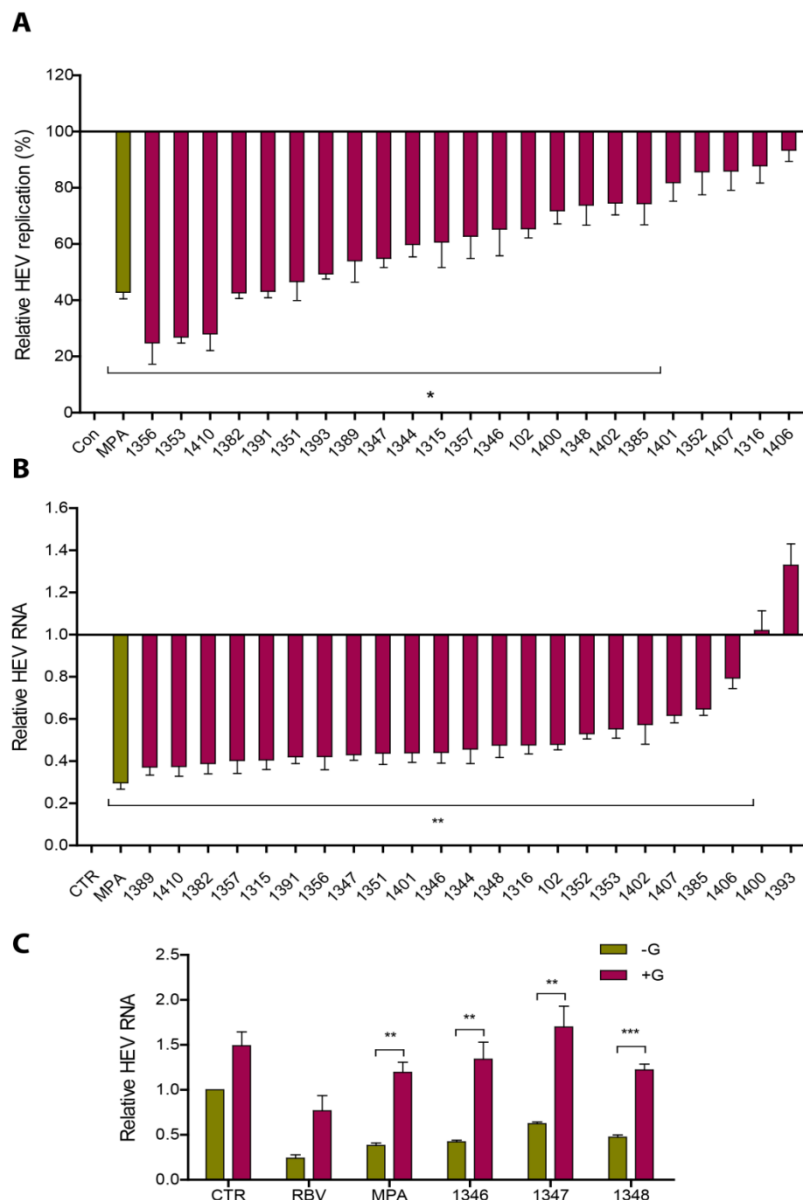 A
Relative HEV replication (%)
120
100
80
60
40
20
0
*
Con MPA 1356 1353 1410 1382 1391 1351 1393 1389 1347 1344 1315 1357 1346 102 1400 1348 1402 1385 1401 1352 1407 1316 1406
B
Relative HEV RNA
1.6
1.4
1.2
1.0
0.8
0.6
0.4
0.2
0.0
**
CTR MPA 1389 1410 1382 1357 1315 1391 1356 1347 1351 1401 1346 1344 1348 1316 102 1352 1353 1402 1407 1385 1406 1400 1393
C
Relative HEV RNA
2.5
2.0
1.5
1.0
0.5
0.0
-G
+G
** ** ** ***
CTR RBV MPA 1346 1347 1348